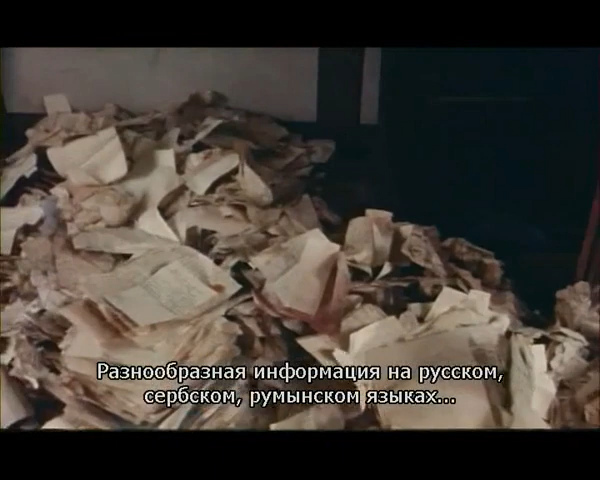 Разнообразная информация на русском,
сербском, румынском языках...